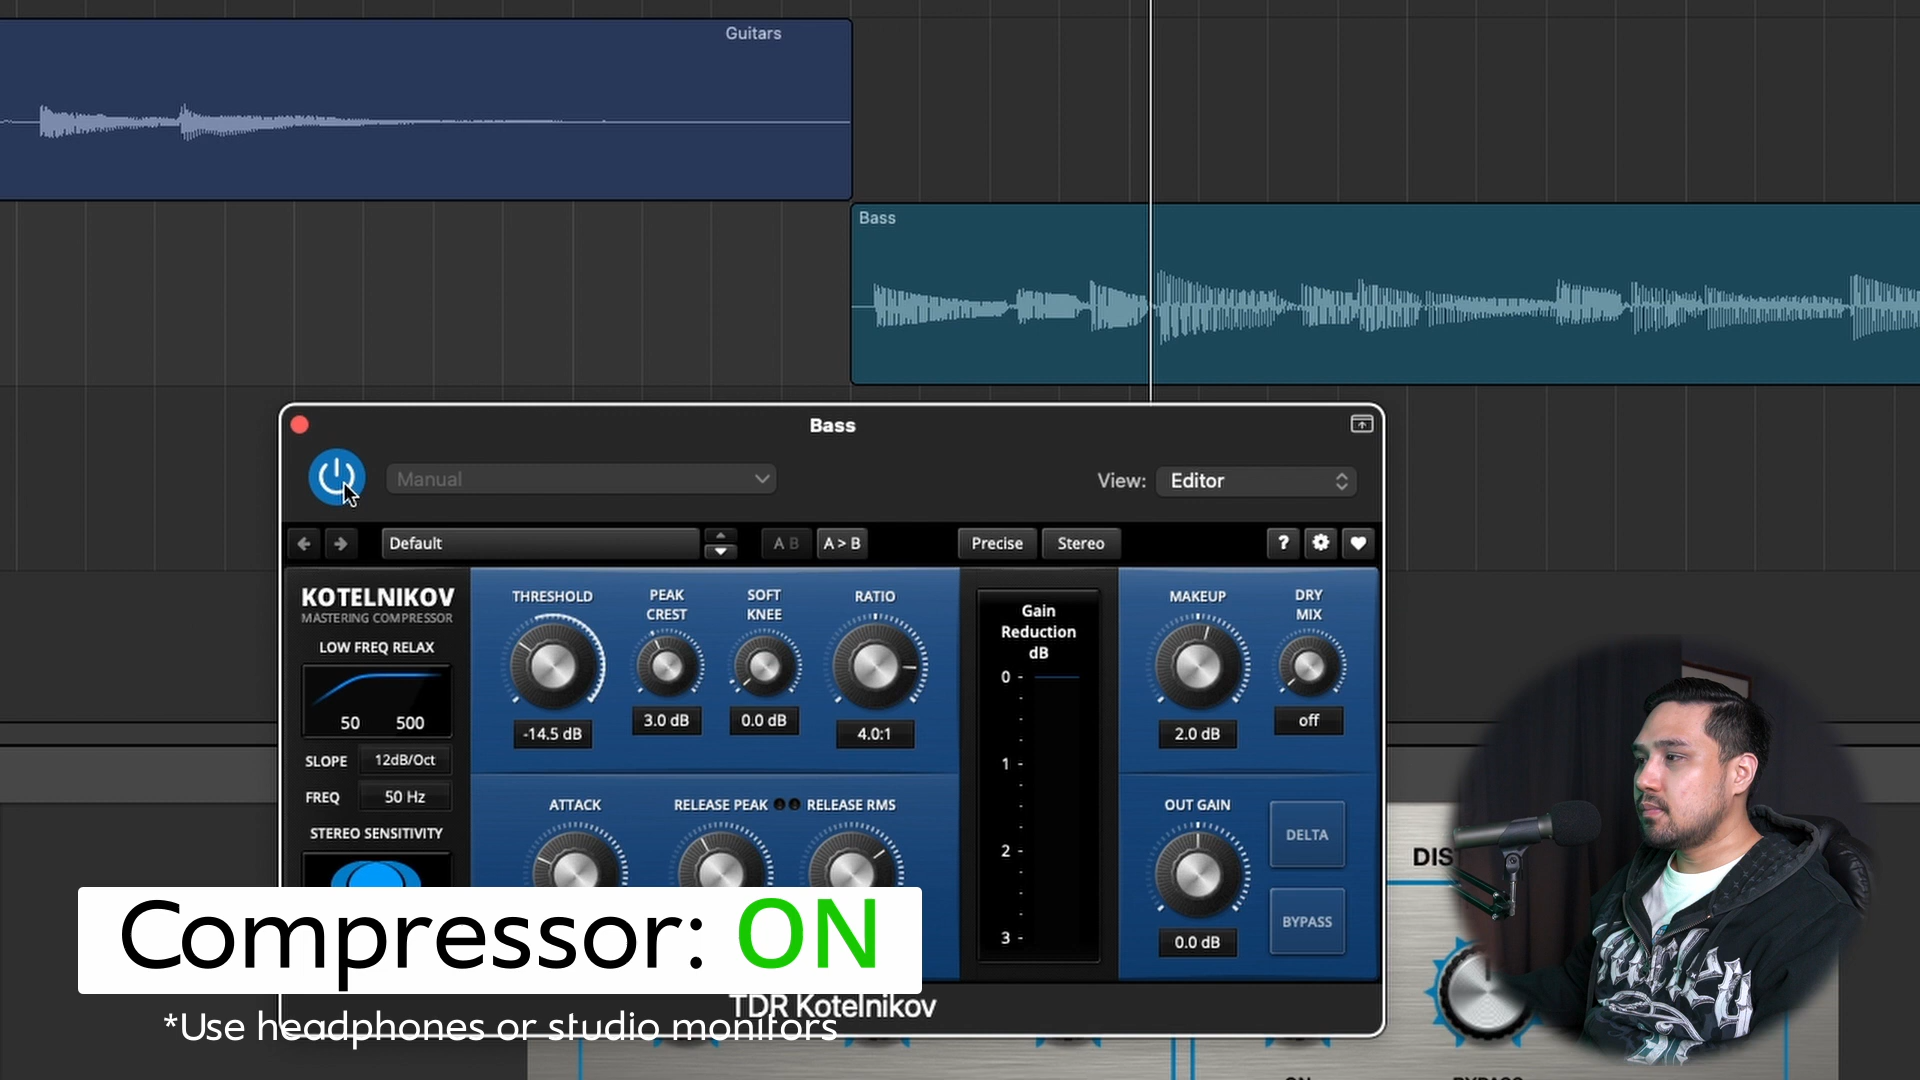 Guitars
Bass
Bass
Manual
View: Editor
Default
A B
A > B
Precise
Stereo
?
KOTELNIKOV
MASTERING COMPRESSOR
LOW FREQ RELAX
50 500
SLOPE 12dB/Oct
FREQ 50 Hz
STEREO SENSITIVITY
THRESHOLD
-14.5 dB
PEAK
CREST
3.0 dB
SOFT
KNEE
0.0 dB
RATIO
4.0:1
ATTACK
RELEASE PEAK
RELEASE RMS
Gain
Reduction
dB
0 -
1 -
2 -
3 -
MAKEUP
2.0 dB
DRY
MIX
off
OUT GAIN
0.0 dB
DELTA
BYPASS
DIS
Compressor: ON
TDR Kotelnikov
*Use headphones or studio monitors